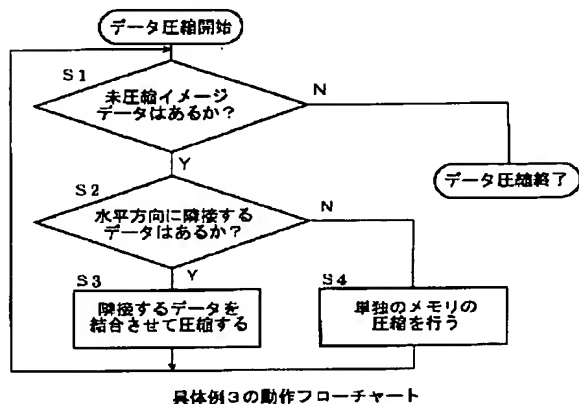 データ圧縮開始
S1
未圧縮イメージ
データはあるか？
N
Y
データ圧縮終了
S2
水平方向に隣接する
データはあるか？
N
Y
S3
隣接するデータを
結合させて圧縮する
S4
単独のメモリの
圧縮を行う
具体例３の動作フローチャート